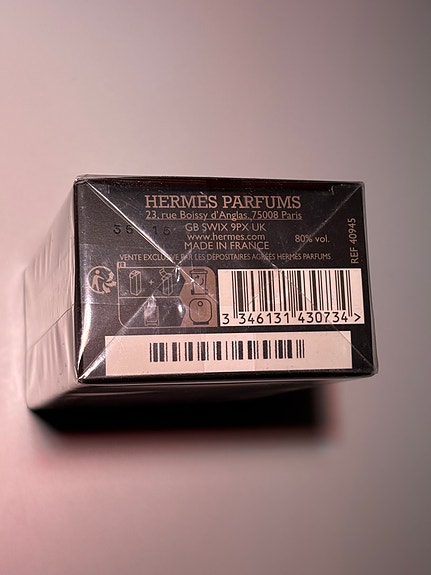 HERMÈS PARFUMS
23, rue Boissy d'Anglas, 75008 Paris
GB SW1X 9PX UK
www.hermes.com
MADE IN FRANCE
80% vol.
VENTE EXCLUSIVE PAR LES DÉPOSITAIRES AGRÉÉS HERMÈS PARFUMS
REF 40945
FR
3 346131 430734 >